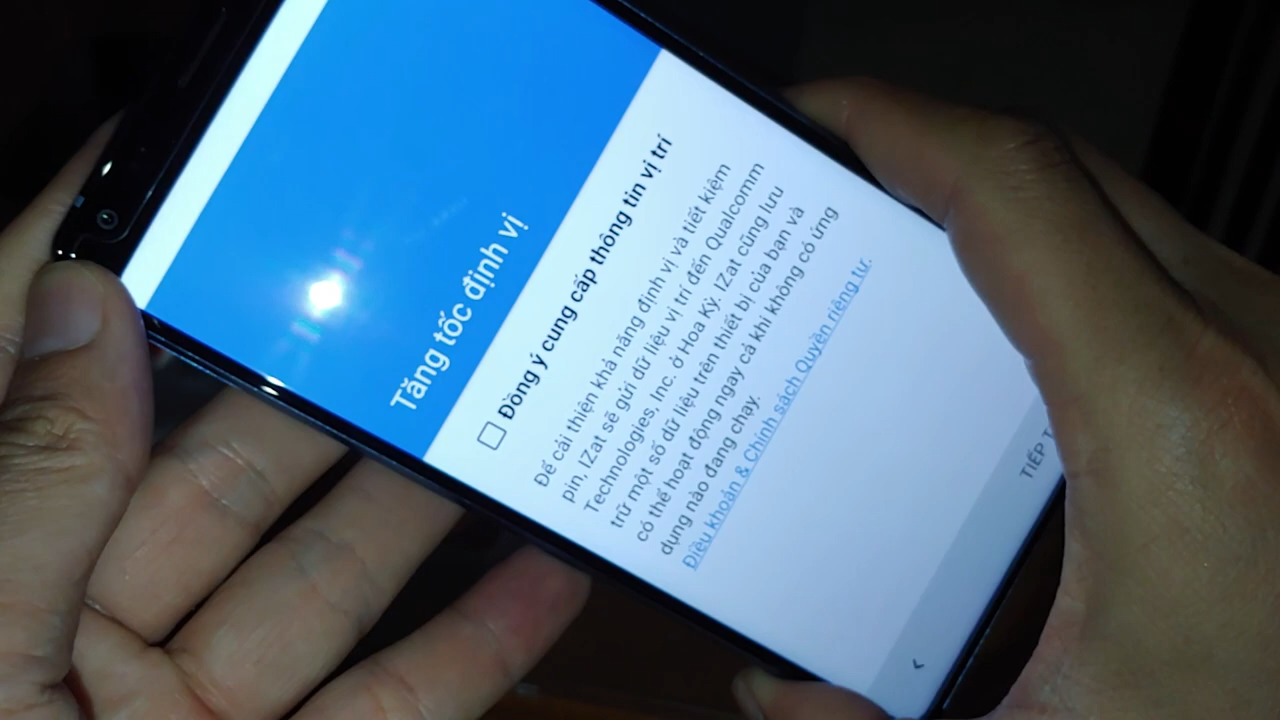 Tăng tốc định vị
Đồng ý cung cấp thông tin vị trí
Để cải thiện khả năng định vị và tiết kiệm
pin, IZat sẽ gửi dữ liệu vị trí đến Qualcomm
Technologies, Inc. ở Hoa Kỳ. IZat cũng lưu
trữ một số dữ liệu trên thiết bị của bạn và
có thể hoạt động ngay cả khi không có ứng
dụng nào đang chạy.
Điều khoản & Chính sách Quyền riêng tư.
TIẾP